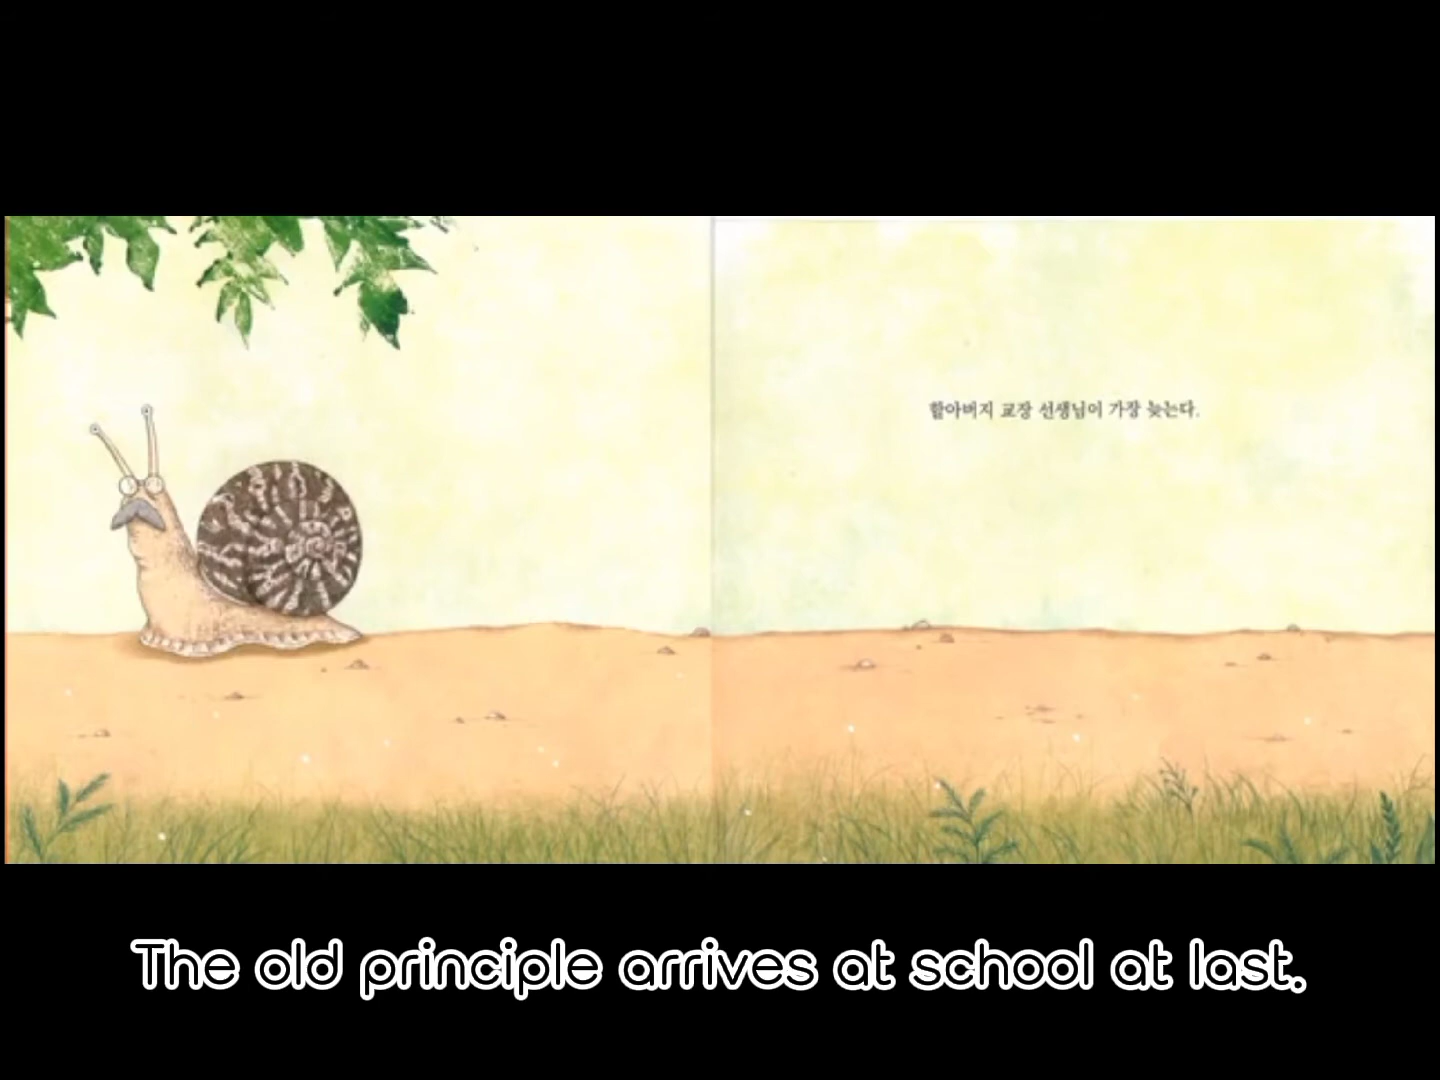 할아버지 교장 선생님이 가장 늦는다.
The old principle arrives at school at last.